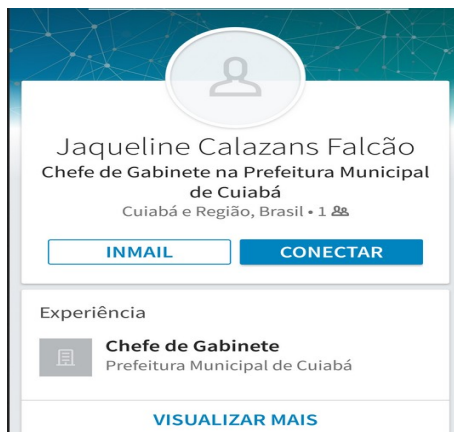 Jaqueline Calazans Falcão
Chefe de Gabinete na Prefeitura Municipal
de Cuiabá
Cuiabá e Região, Brasil • 1
INMAIL
CONECTAR
Experiência
Chefe de Gabinete
Prefeitura Municipal de Cuiabá
VISUALIZAR MAIS